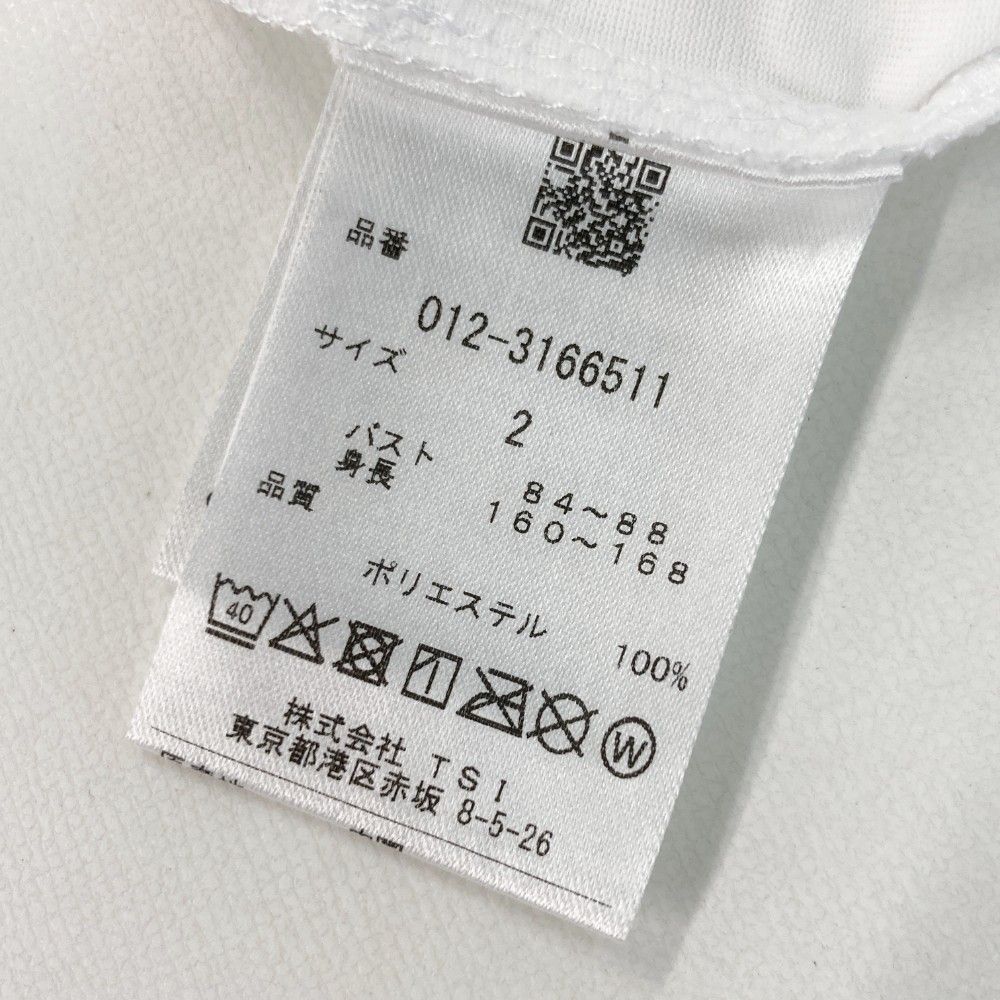 品番
012-3166511
サイズ
2
バスト 84～88
身長 160～168
品質
ポリエステル 100%
40
W
株式会社 TSI
東京都港区赤坂 8-5-26